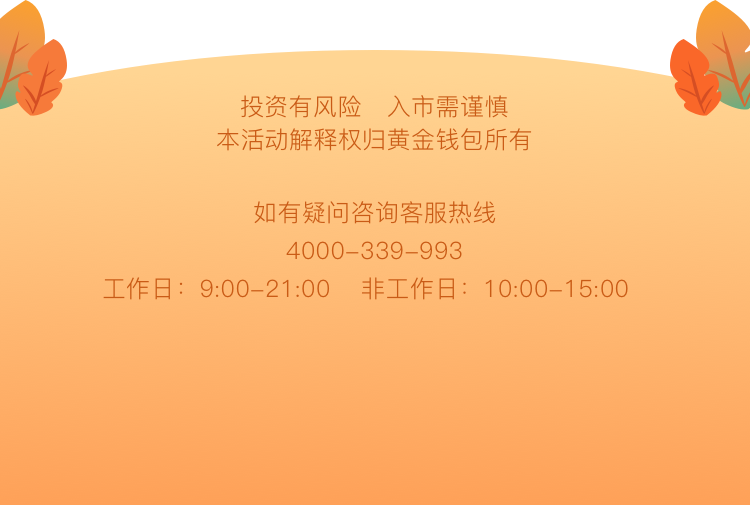 投资有风险 入市需谨慎
本活动解释权归黄金钱包所有
如有疑问咨询客服热线
4000-339-993
工作日：9:00-21:00 非工作日：10:00-15:00